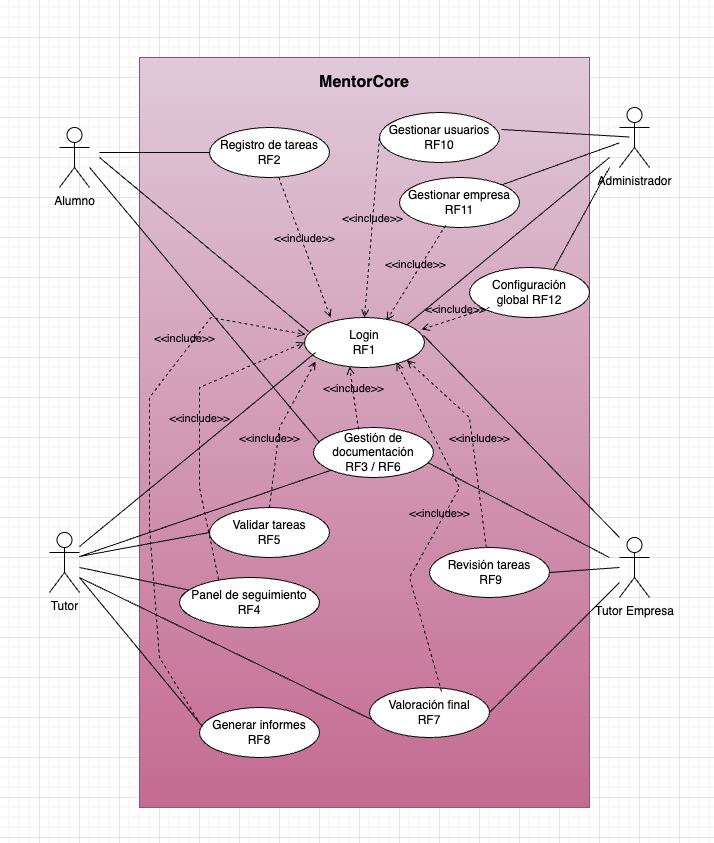 MentorCore
Gestionar usuarios
RF10
Registro de tareas
RF2
Administrador
Alumno
Gestionar empresa
RF11
<<include>>
<<include>>
<<include>>
Configuración
global RF12
<<include>>
<<include>>
Login
RF1
<<include>>
<<include>>
<<include>>
<<include>>
Gestión de
documentación
RF3 / RF6
<<include>>
Validar tareas
RF5
Revisión tareas
RF9
Panel de seguimiento
RF4
Tutor
Tutor Empresa
Valoración final
RF7
Generar informes
RF8